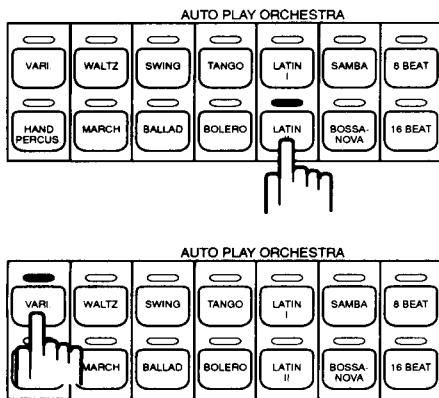 AUTO PLAY ORCHESTRA
VARI. WALTZ SWING TANGO LATIN I SAMBA 8 BEAT
HAND PERCUS MARCH BALLAD BOLERO LATIN BOSSA-NOVA 16 BEAT
AUTO PLAY ORCHESTRA
VARI. WALTZ SWING TANGO LATIN I SAMBA 8 BEAT
MARCH BALLAD BOLERO LATIN II BOSSA-NOVA 16 BEAT